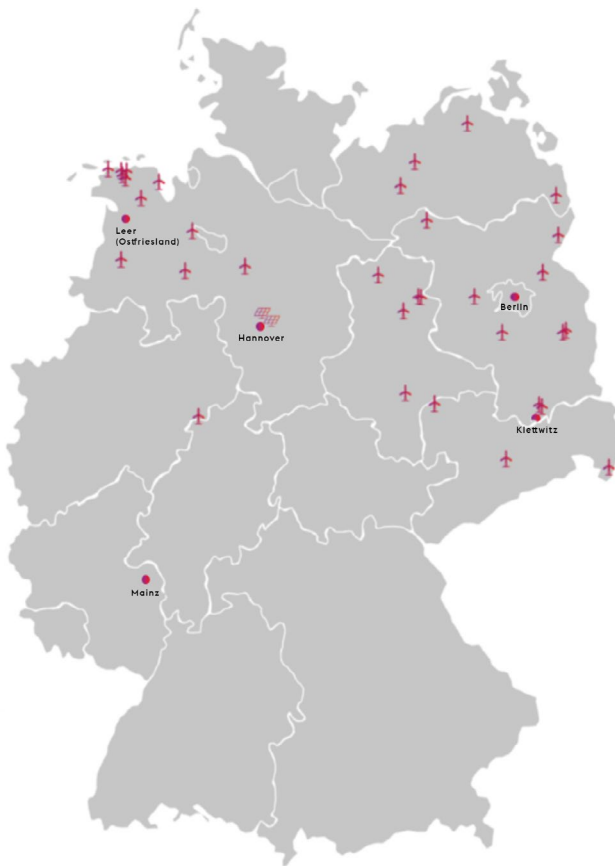 Leer
(Ostfriesland)
Berlin
Hannover
Klettwitz
Mainz